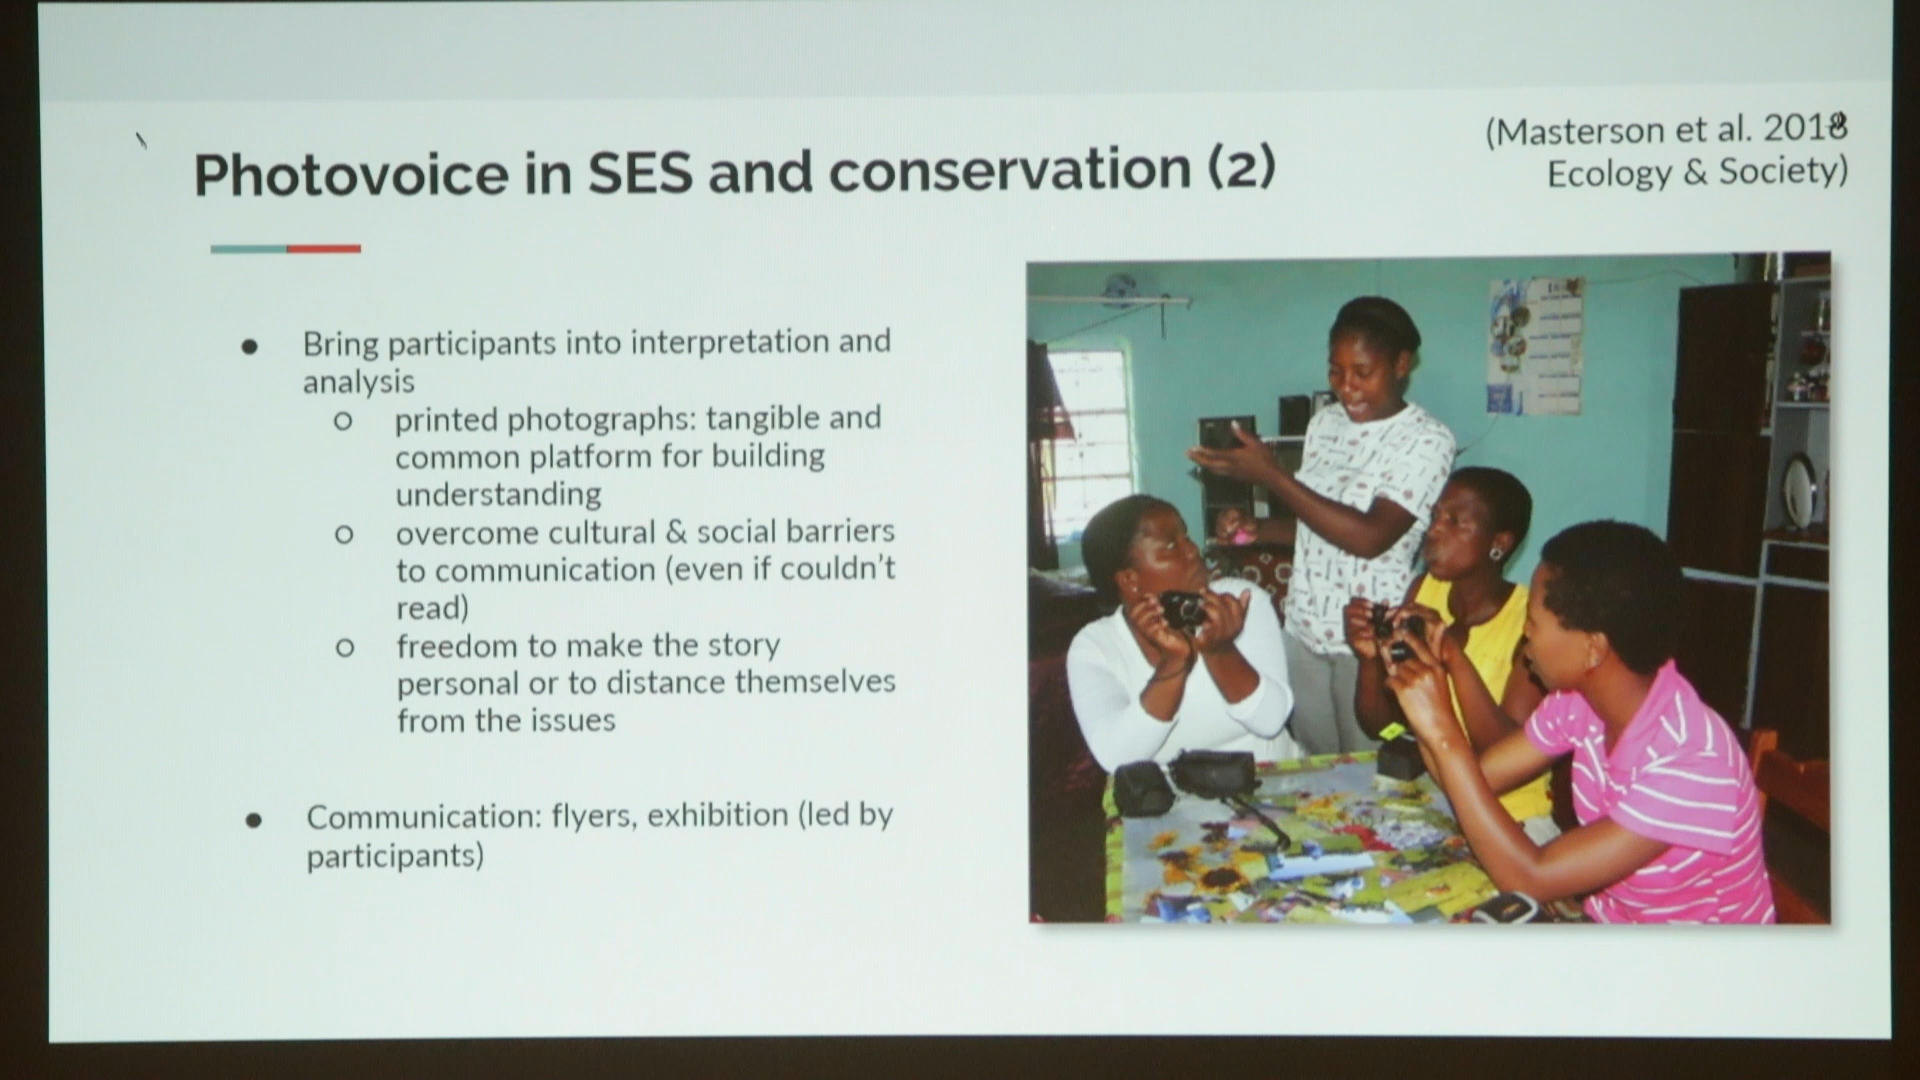 Photovoice in SES and conservation (2)
(Masterson et al. 2018
Ecology & Society)
● Bring participants into interpretation and
analysis
○ printed photographs: tangible and
common platform for building
understanding
○ overcome cultural & social barriers
to communication (even if couldn't
read)
○ freedom to make the story
personal or to distance themselves
from the issues
● Communication: flyers, exhibition (led by
participants)